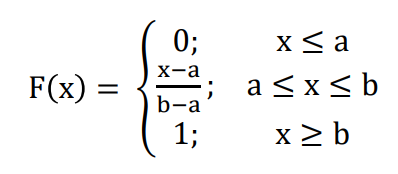 0; x ≤ a
F(x) = { x−a/b−a ; a ≤ x ≤ b
1; x ≥ b